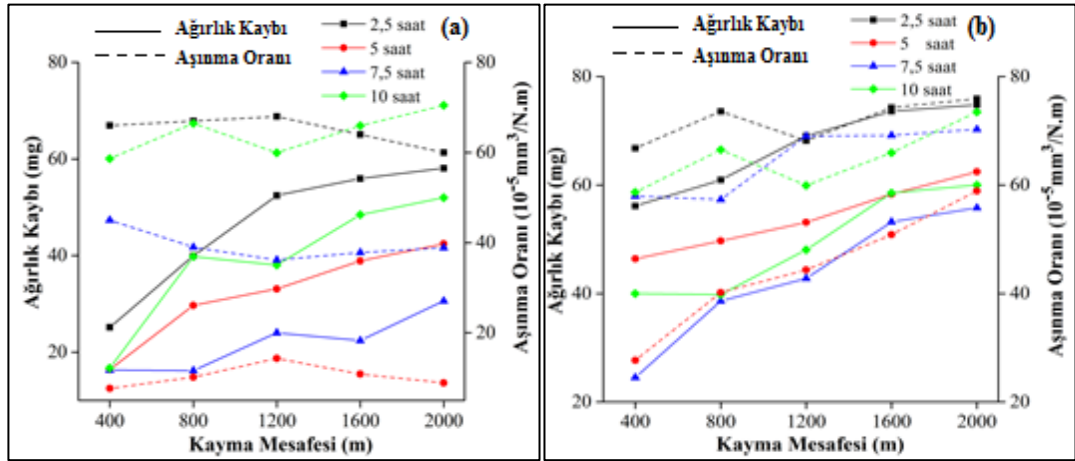 Ağırlık Kaybı
Aşınma Oranı
2,5 saat
5 saat
7,5 saat
10 saat
(a)
80
60
40
20
Ağırlık Kaybı (mg)
80
60
40
20
Aşınma Oranı (10⁻⁵mm³/N.m)
400 800 1200 1600 2000
Kayma Mesafesi (m)
Ağırlık Kaybı
Aşınma Oranı
2,5 saat
5 saat
7,5 saat
10 saat
(b)
80
60
40
20
Ağırlık Kaybı (mg)
80
60
40
20
Aşınma Oranı (10⁻⁵mm³/N.m)
400 800 1200 1600 2000
Kayma Mesafesi (m)